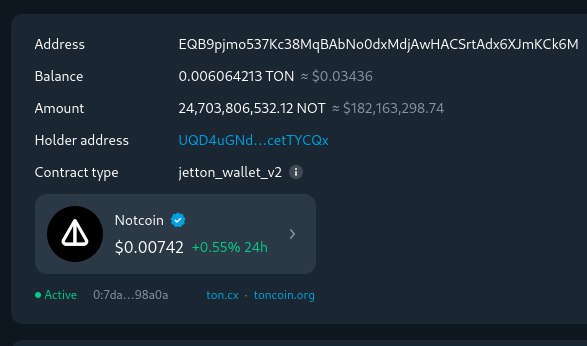 Address EQB9pjmo537Kc38MqBAbNo0dxMdjAwHACSrtAdx6XJmKCk6M
Balance 0.006064213 TON ≈ $0.03436
Amount 24,703,806,532.12 NOT ≈ $182,163,298.74
Holder address UQD4uGNd…cetTYCQx
Contract type jetton_wallet_v2
Notcoin
$0.00742 +0.55% 24h
Active 0:7da…98a0a ton.cx · toncoin.org